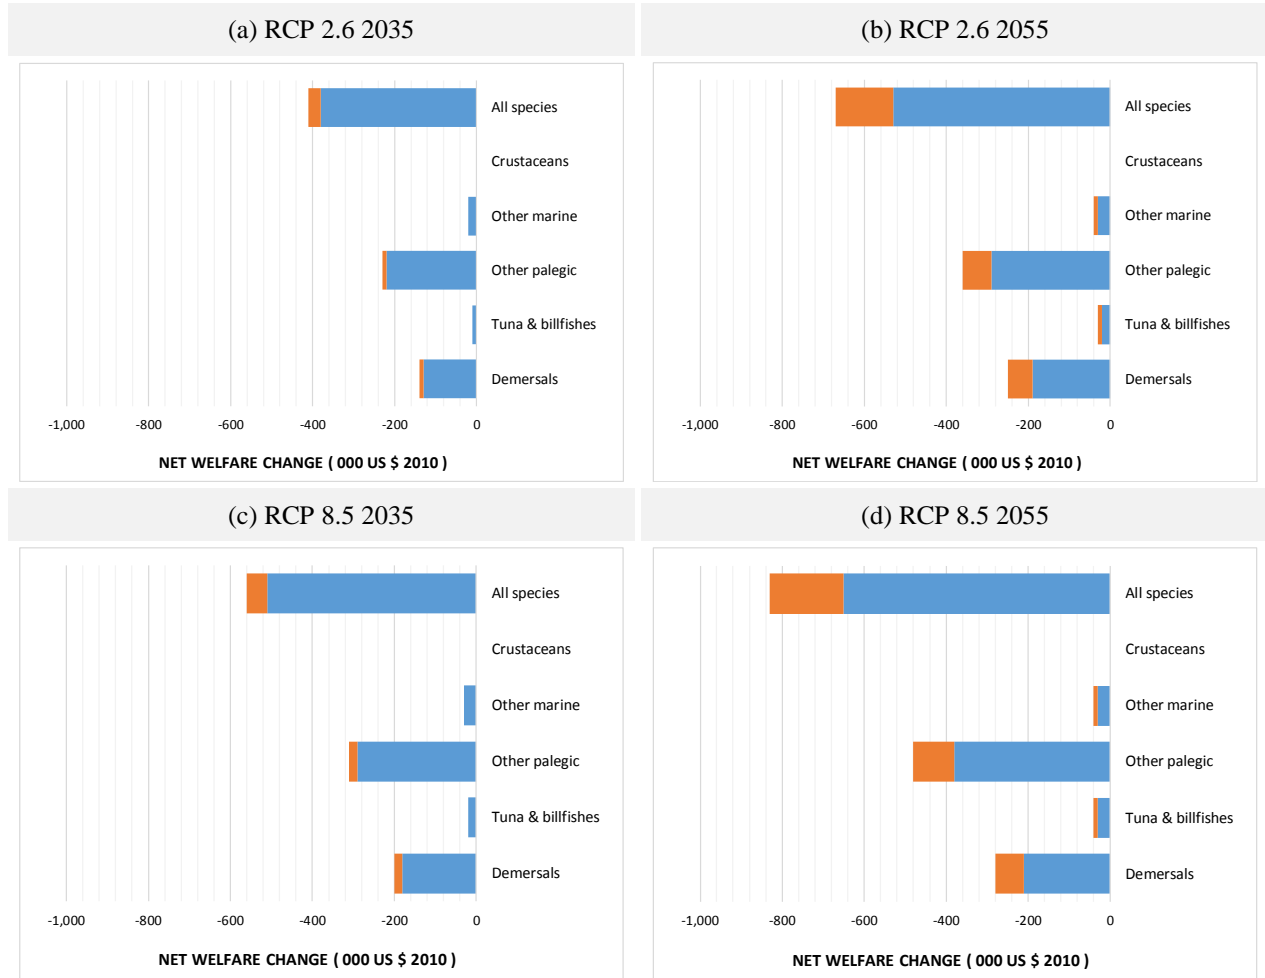 (a) RCP 2.6 2035
All species
Crustaceans
Other marine
Other palegic
Tuna & billfishes
Demersals
-1,000 -800 -600 -400 -200 0
NET WELFARE CHANGE ( 000 US $ 2010 )
(b) RCP 2.6 2055
All species
Crustaceans
Other marine
Other palegic
Tuna & billfishes
Demersals
-1,000 -800 -600 -400 -200 0
NET WELFARE CHANGE ( 000 US $ 2010 )
(c) RCP 8.5 2035
All species
Crustaceans
Other marine
Other palegic
Tuna & billfishes
Demersals
-1,000 -800 -600 -400 -200 0
NET WELFARE CHANGE ( 000 US $ 2010 )
(d) RCP 8.5 2055
All species
Crustaceans
Other marine
Other palegic
Tuna & billfishes
Demersals
-1,000 -800 -600 -400 -200 0
NET WELFARE CHANGE ( 000 US $ 2010 )